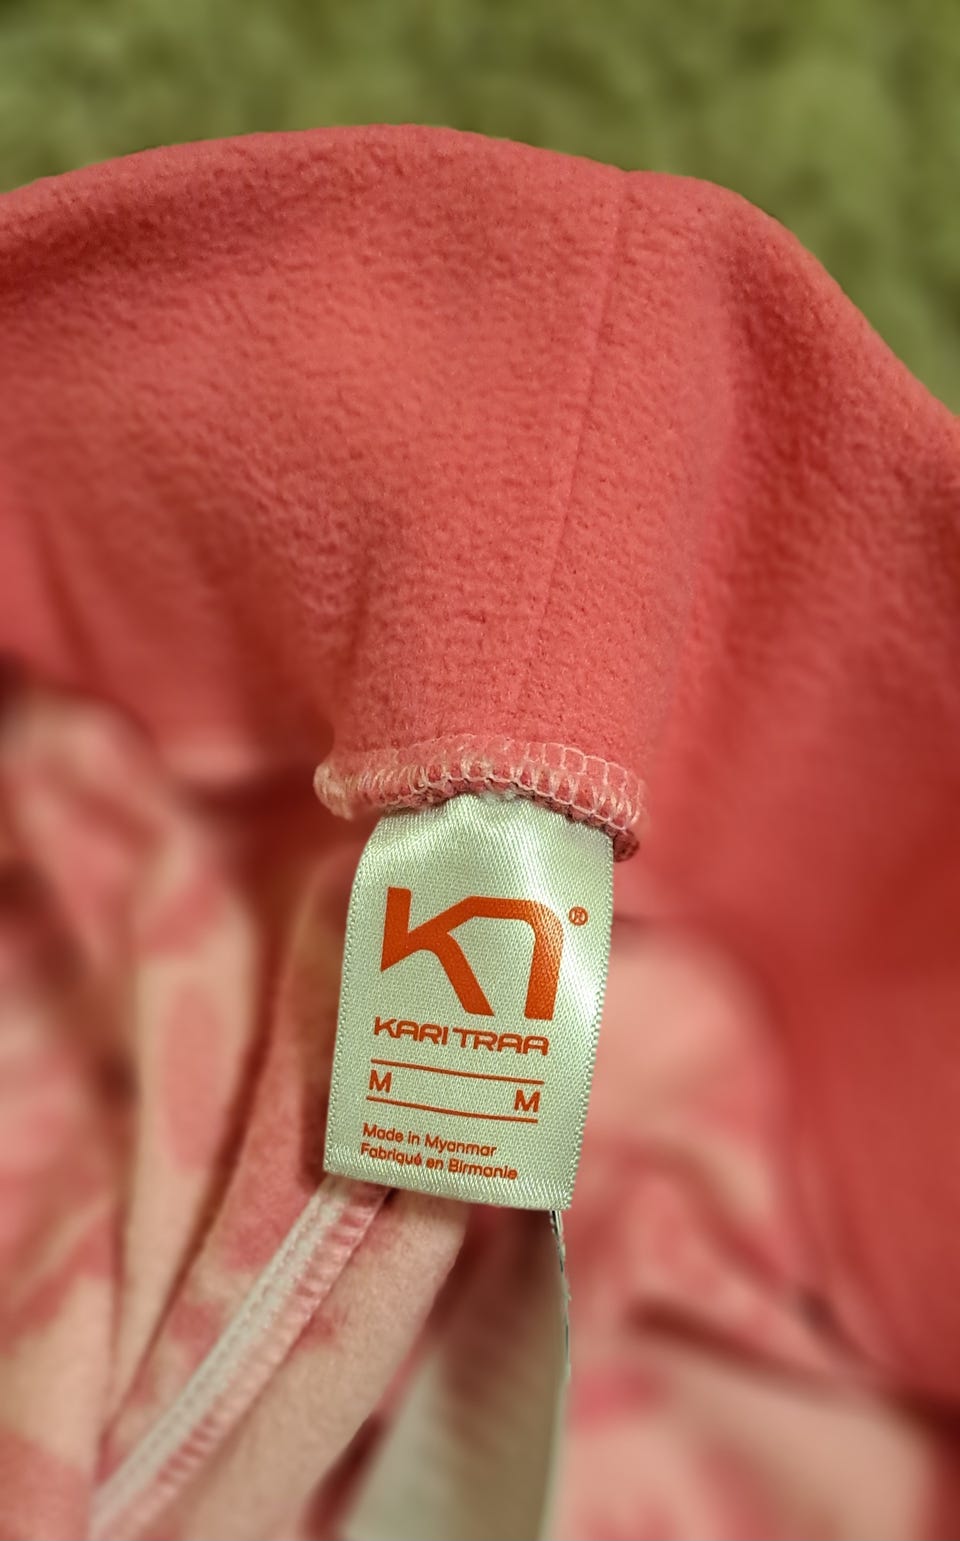 KARI TRAA
M M
Made in Myanmar
Fabriqué en Birmanie